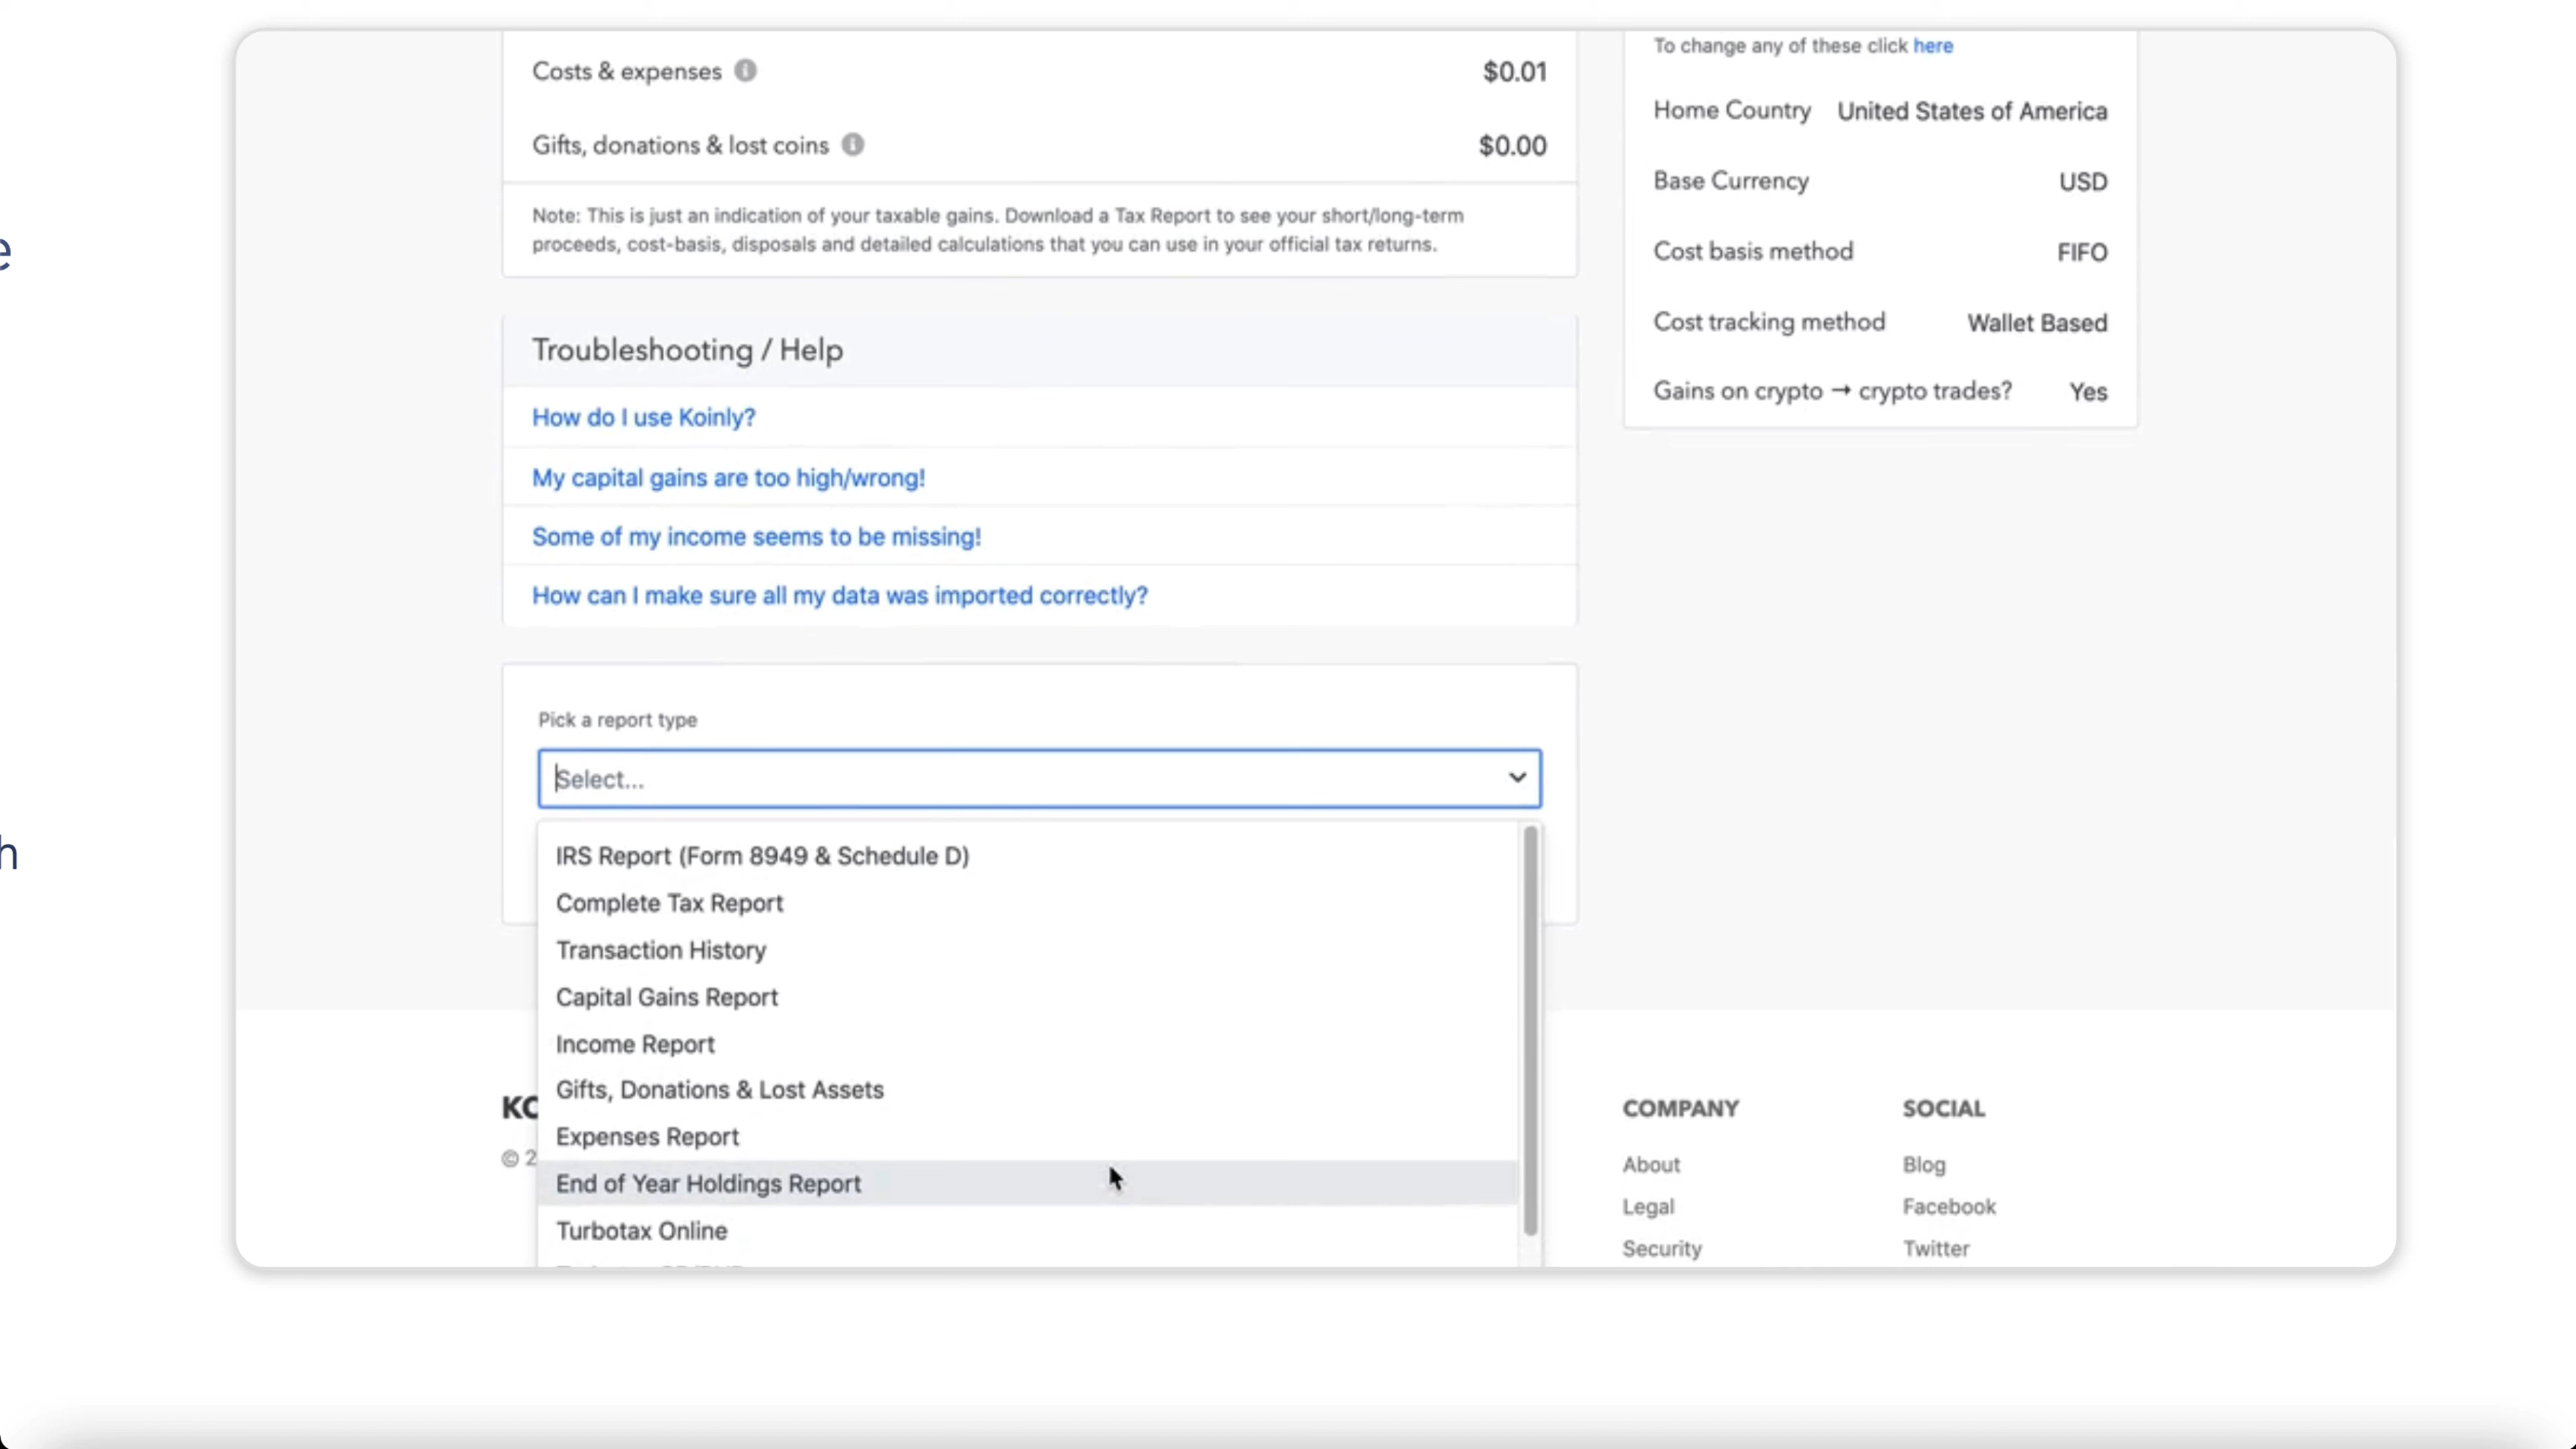 e
h
Costs & expenses $0.01
Gifts, donations & lost coins $0.00
Note: This is just an indication of your taxable gains. Download a Tax Report to see your short/long-term
proceeds, cost-basis, disposals and detailed calculations that you can use in your official tax returns.
To change any of these click here
Home Country United States of America
Base Currency USD
Cost basis method FIFO
Cost tracking method Wallet Based
Gains on crypto → crypto trades? Yes
Troubleshooting / Help
How do I use Koinly?
My capital gains are too high/wrong!
Some of my income seems to be missing!
How can I make sure all my data was imported correctly?
Pick a report type
Select...
IRS Report (Form 8949 & Schedule D)
Complete Tax Report
Transaction History
Capital Gains Report
Income Report
Gifts, Donations & Lost Assets
Expenses Report
End of Year Holdings Report
Turbotax Online
KO
© 2
COMPANY
About
Legal
Security
SOCIAL
Blog
Facebook
Twitter